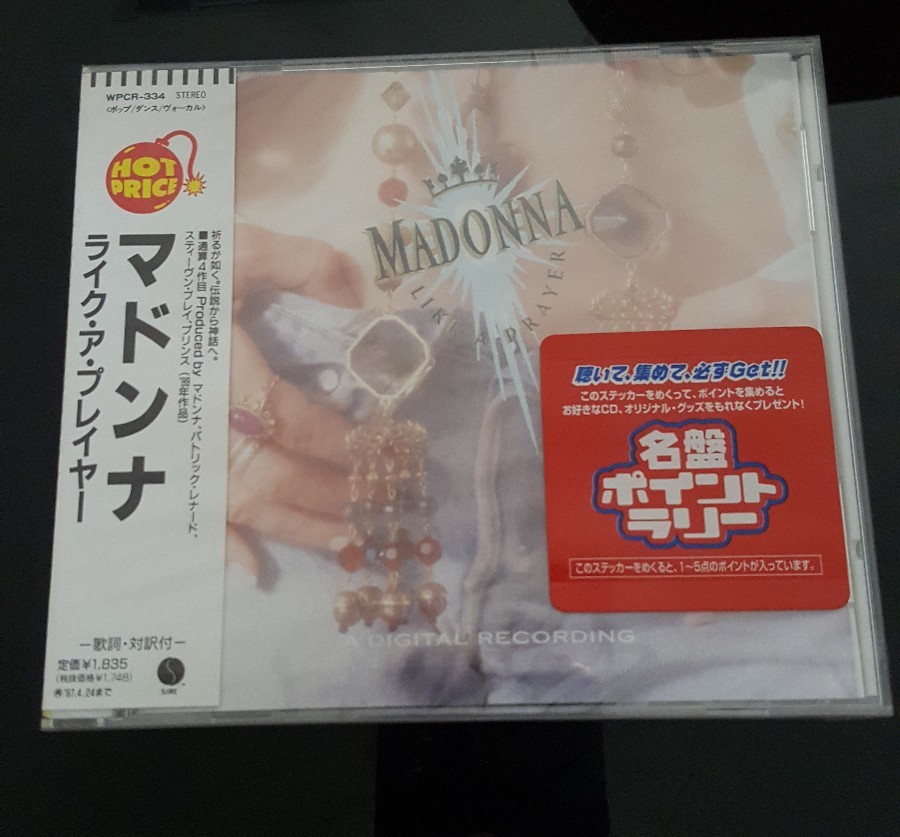 WPCR-334 STEREO
〈ポップ/ダンス/ヴォーカル〉
HOT
PRICE
祈るが如く。伝説から神話へ。
■通算4作目 Produced by マドンナ、パトリック・レナード、
スティーヴン・ブレイ、プリンス ('89年作品)
マドンナ
ライク・ア・プレイヤー
—歌詞・対訳付—
定価¥1,835
(税抜価格¥1,748)
'97.4.24まで
SIRE
MADONNA
LIKE A PRAYER
聴いて、集めて、必ずGet!!
このステッカーをめくって、ポイントを集めると
お好きなCD、オリジナル・グッズをもれなくプレゼント!
名盤
ポイント
ラリー
このステッカーをめくると、1〜5点のポイントが入っています。
A DIGITAL RECORDING